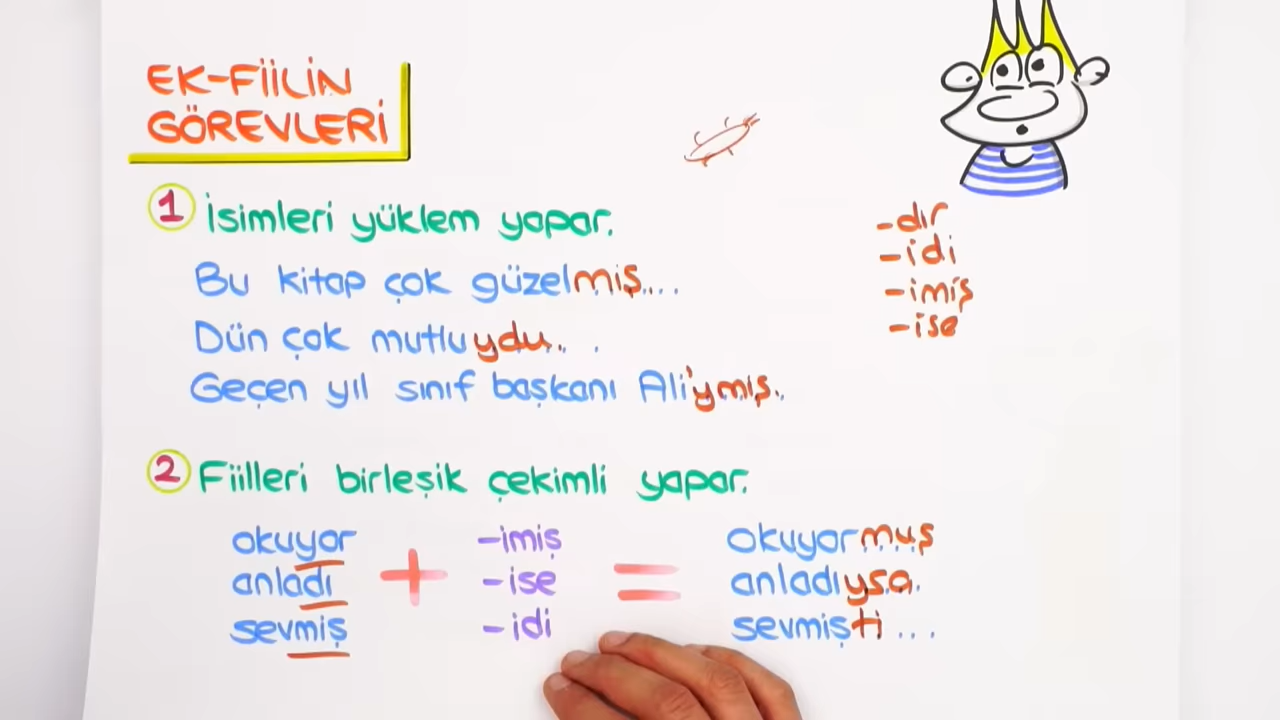 EK-FİİLİN
GÖREVLERİ
1 İsimleri yüklem yapar.
Bu kitap çok güzelmiş....
Dün çok mutluydu. .
Geçen yıl sınıf başkanı Ali'ymiş..
-dır
-idi
-imiş
-ise
2 Fiilleri birleşik çekimli yapar.
okuyor + -imiş = okuyormuş
anladı -ise anladıysa.
sevmiş -idi sevmişti ...